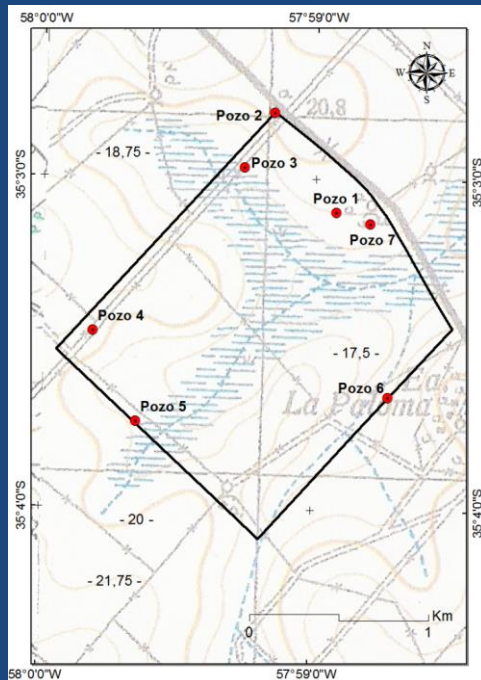 58°0'0"W
57°59'0"W
N
W
E
S
Pozo 2
20,8
- 18,75 -
Pozo 3
35°3'0"S
35°3'0"S
Pozo 1
Pozo 7
Pozo 4
- 17,5 -
Pozo 6
La Paloma
Pozo 5
35°4'0"S
35°4'0"S
- 20 -
- 21,75 -
Km
0
1
58°0'0"W
57°59'0"W